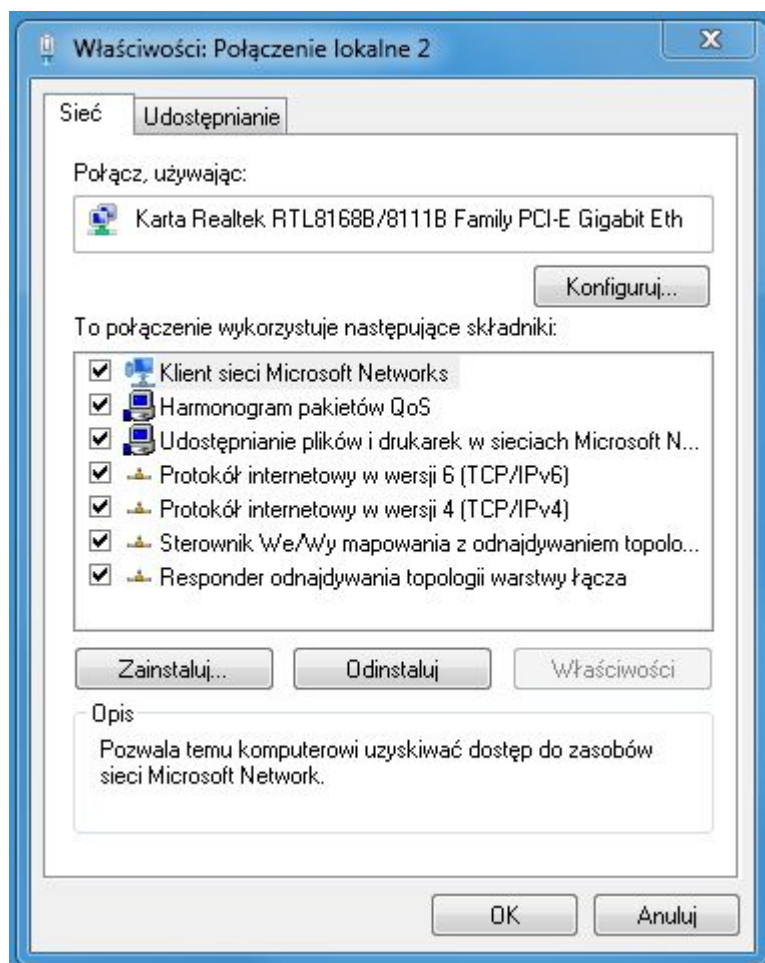 Właściwości: Połączenie lokalne 2
Sieć
Udostępnianie
Połącz, używając:
Karta Realtek RTL8168B/8111B Family PCI-E Gigabit Eth
Konfiguruj...
To połączenie wykorzystuje następujące składniki:
Klient sieci Microsoft Networks
Harmonogram pakietów QoS
Udostępnianie plików i drukarek w sieciach Microsoft N...
Protokół internetowy w wersji 6 (TCP/IPv6)
Protokół internetowy w wersji 4 (TCP/IPv4)
Sterownik We/Wy mapowania z odnajdywaniem topolo...
Responder odnajdywania topologii warstwy łącza
Zainstaluj...
Odinstaluj
Właściwości
Opis
Pozwala temu komputerowi uzyskiwać dostęp do zasobów
sieci Microsoft Network.
OK
Anuluj